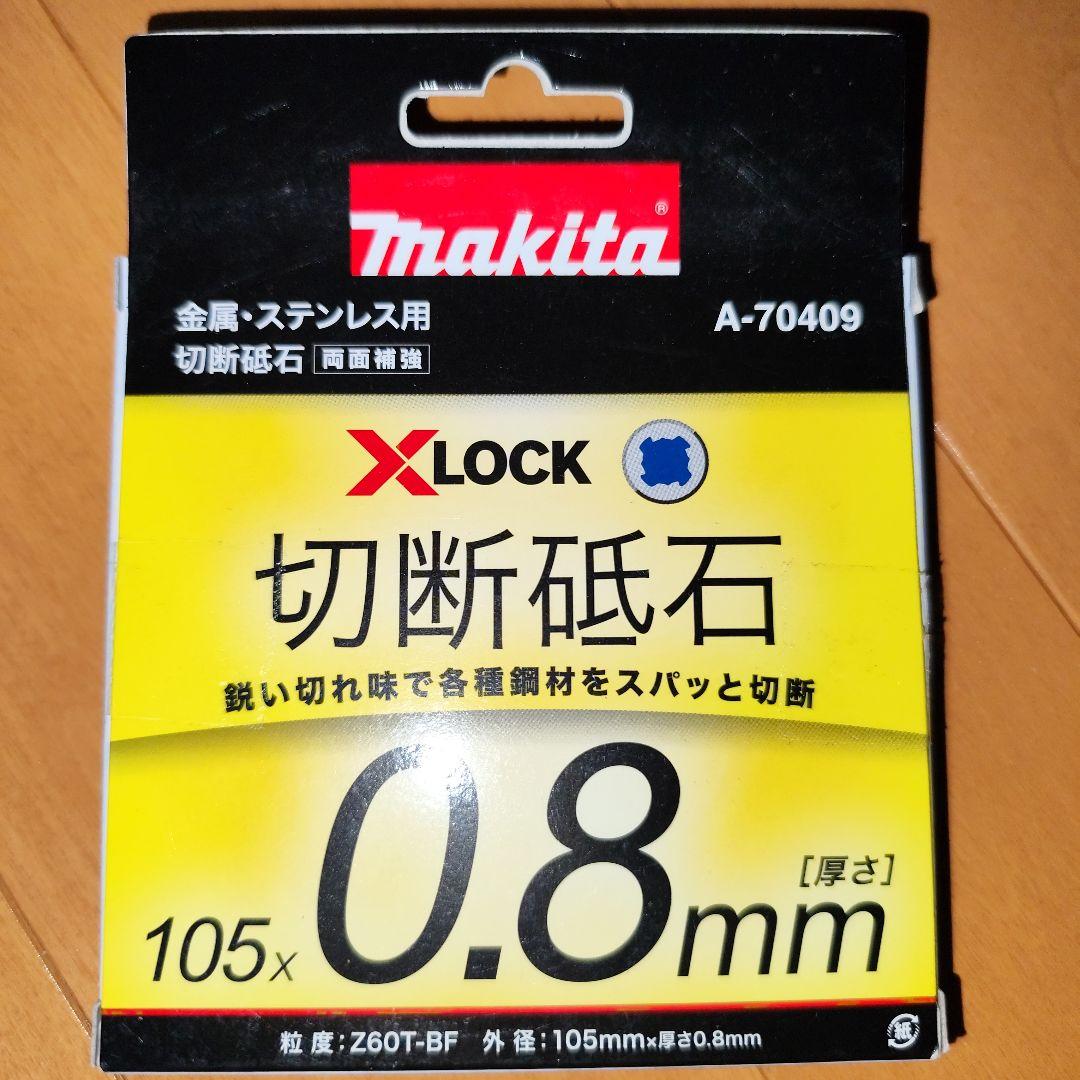 makita®
金属・ステンレス用
切断砥石 両面補強
A-70409
X LOCK
切断砥石
鋭い切れ味で各種鋼材をスパッと切断
105x 0.8mm
[厚さ]
粒度:Z60T-BF 外径:105mm×厚さ0.8mm
紙